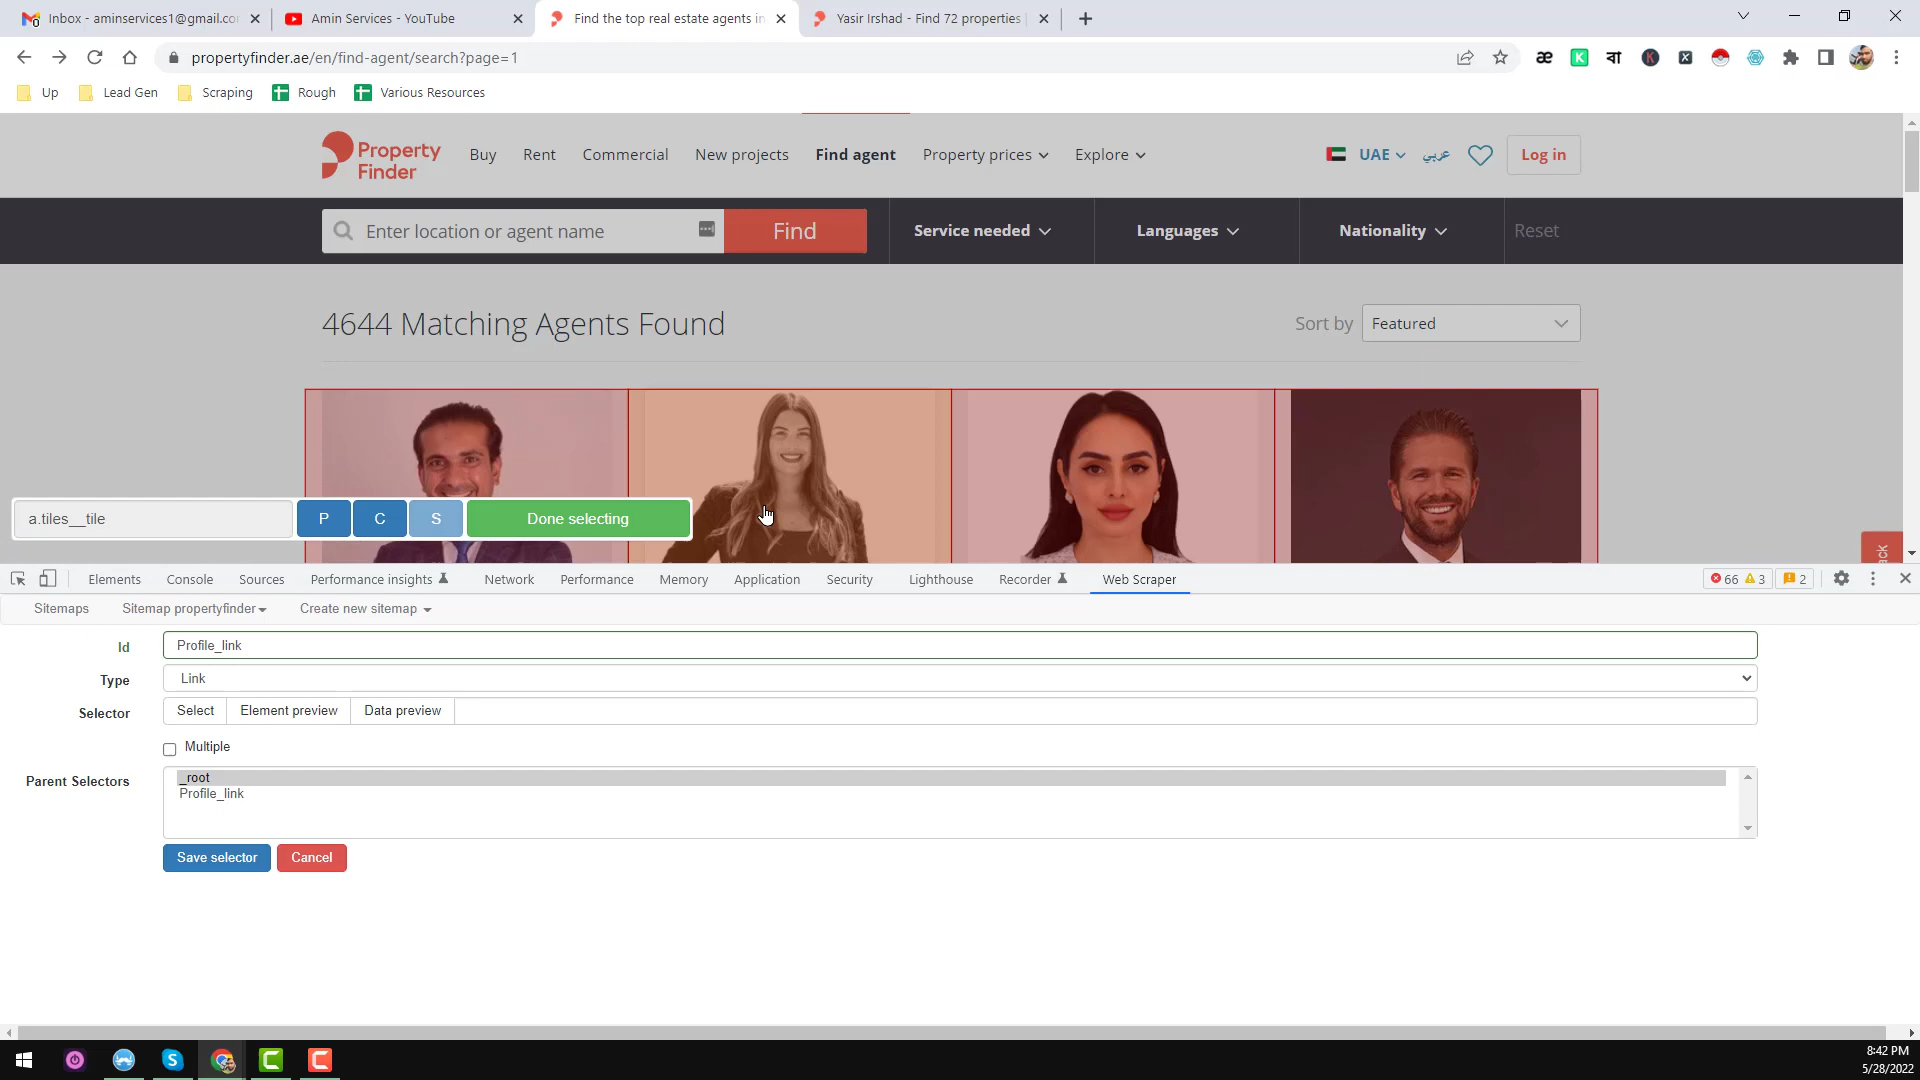 Inbox - aminservices1@gmail.co
Amin Services - YouTube
Find the top real estate agents in
Yasir Irshad - Find 72 properties
propertyfinder.ae/en/find-agent/search?page=1
Up
Lead Gen
Scraping
Rough
Various Resources
Property
Finder
Buy
Rent
Commercial
New projects
Find agent
Property prices
Explore
UAE
عربي
Log in
Enter location or agent name
Find
Service needed
Languages
Nationality
Reset
4644 Matching Agents Found
Sort by
Featured
a.tiles__tile
P
C
S
Done selecting
Elements
Console
Sources
Performance insights
Network
Performance
Memory
Application
Security
Lighthouse
Recorder
Web Scraper
66
3
2
Sitemaps
Sitemap propertyfinder
Create new sitemap
Id
Profile_link
Type
Link
Selector
Select
Element preview
Data preview
Multiple
Parent Selectors
_root
Profile_link
Save selector
Cancel
8:42 PM
5/28/2022